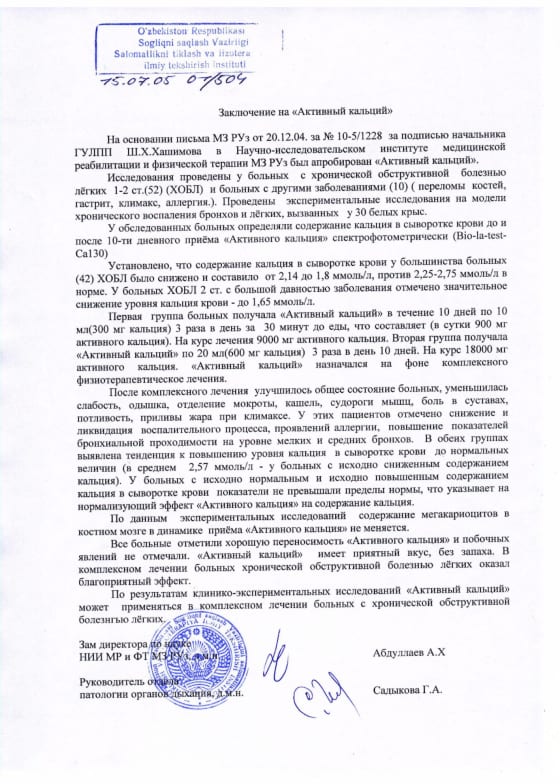 O'zbekiston Respublikasi
Sogliqni saqlash Vazirligi
Salomatlikni tiklash va fizotera
ilmiy tekshirish instituti
15.07.05 01/504
Заключение на «Активный кальций»
На основании письма МЗ РУз от 20.12.04. за № 10-5/1228 за подписью начальника
ГУЛПП Ш.Х.Хашимова в Научно-исследовательском институте медицинской
реабилитации и физической терапии МЗ РУз был апробирован «Активный кальций».
Исследования проведены у больных с хронической обструктивной болезнью
лёгких 1-2 ст.(52) (ХОБЛ) и больных с другими заболеваниями (10) ( переломы костей,
гастрит, климакс, аллергия.). Проведены экспериментальные исследования на модели
хронического воспаления бронхов и лёгких, вызванных у 30 белых крыс.
У обследованных больных определяли содержание кальция в сыворотке крови до и
после 10-ти дневного приёма «Активного кальция» спектрофотометрически (Bio-la-test-
Ca130)
Установлено, что содержание кальция в сыворотке крови у большинства больных
(42) ХОБЛ было снижено и составило от 2,14 до 1,8 ммоль/л, против 2,25-2,75 ммоль/л в
норме. У больных ХОБЛ 2 ст. с большой давностью заболевания отмечено значительное
снижение уровня кальция крови - до 1,65 ммоль/л.
Первая группа больных получала «Активный кальций» в течение 10 дней по 10
мл(300 мг кальция) 3 раза в день за 30 минут до еды, что составляет (в сутки 900 мг
активного кальция). На курс лечения 9000 мг активного кальция. Вторая группа получала
«Активный кальций» по 20 мл(600 мг кальция) 3 раза в день 10 дней. На курс 18000 мг
активного кальция. «Активный кальций» назначался на фоне комплексного
физиотерапевтическое лечения.
После комплексного лечения улучшилось общее состояние больных, уменьшилась
слабость, одышка, отделение мокроты, кашель, судороги мышц, боль в суставах,
потливость, приливы жара при климаксе. У этих пациентов отмечено снижение и
ликвидация воспалительного процесса, проявлений аллергии, повышение показателей
бронхиальной проходимости на уровне мелких и средних бронхов. В обеих группах
выявлена тенденция к повышению уровня кальция в сыворотке крови до нормальных
величин (в среднем 2,57 ммоль/л - у больных с исходно сниженным содержанием
кальция). У больных с исходно нормальным и исходно повышенным содержанием
кальция в сыворотке крови показатели не превышали пределы нормы, что указывает на
нормализующий эффект «Активного кальция» на содержание кальция.
По данным экспериментальных исследований содержание мегакариоцитов в
костном мозге в динамике приёма «Активного кальция» не меняется.
Все больные отметили хорошую переносимость «Активного кальция» и побочных
явлений не отмечали. «Активный кальций» имеет приятный вкус, без запаха. В
комплексном лечении больных хронической обструктивной болезнью лёгких оказал
благоприятный эффект.
По результатам клинико-экспериментальных исследований «Активный кальций»
может применяться в комплексном лечении больных с хронической обструктивной
болезнгью лёгких.
Зам директора по науке
НИИ МР и ФТ МЗ РУз, д.м.н. Абдуллаев А.Х
Руководитель отдела
патологии органов дыхания, д.м.н. Садыкова Г.А.